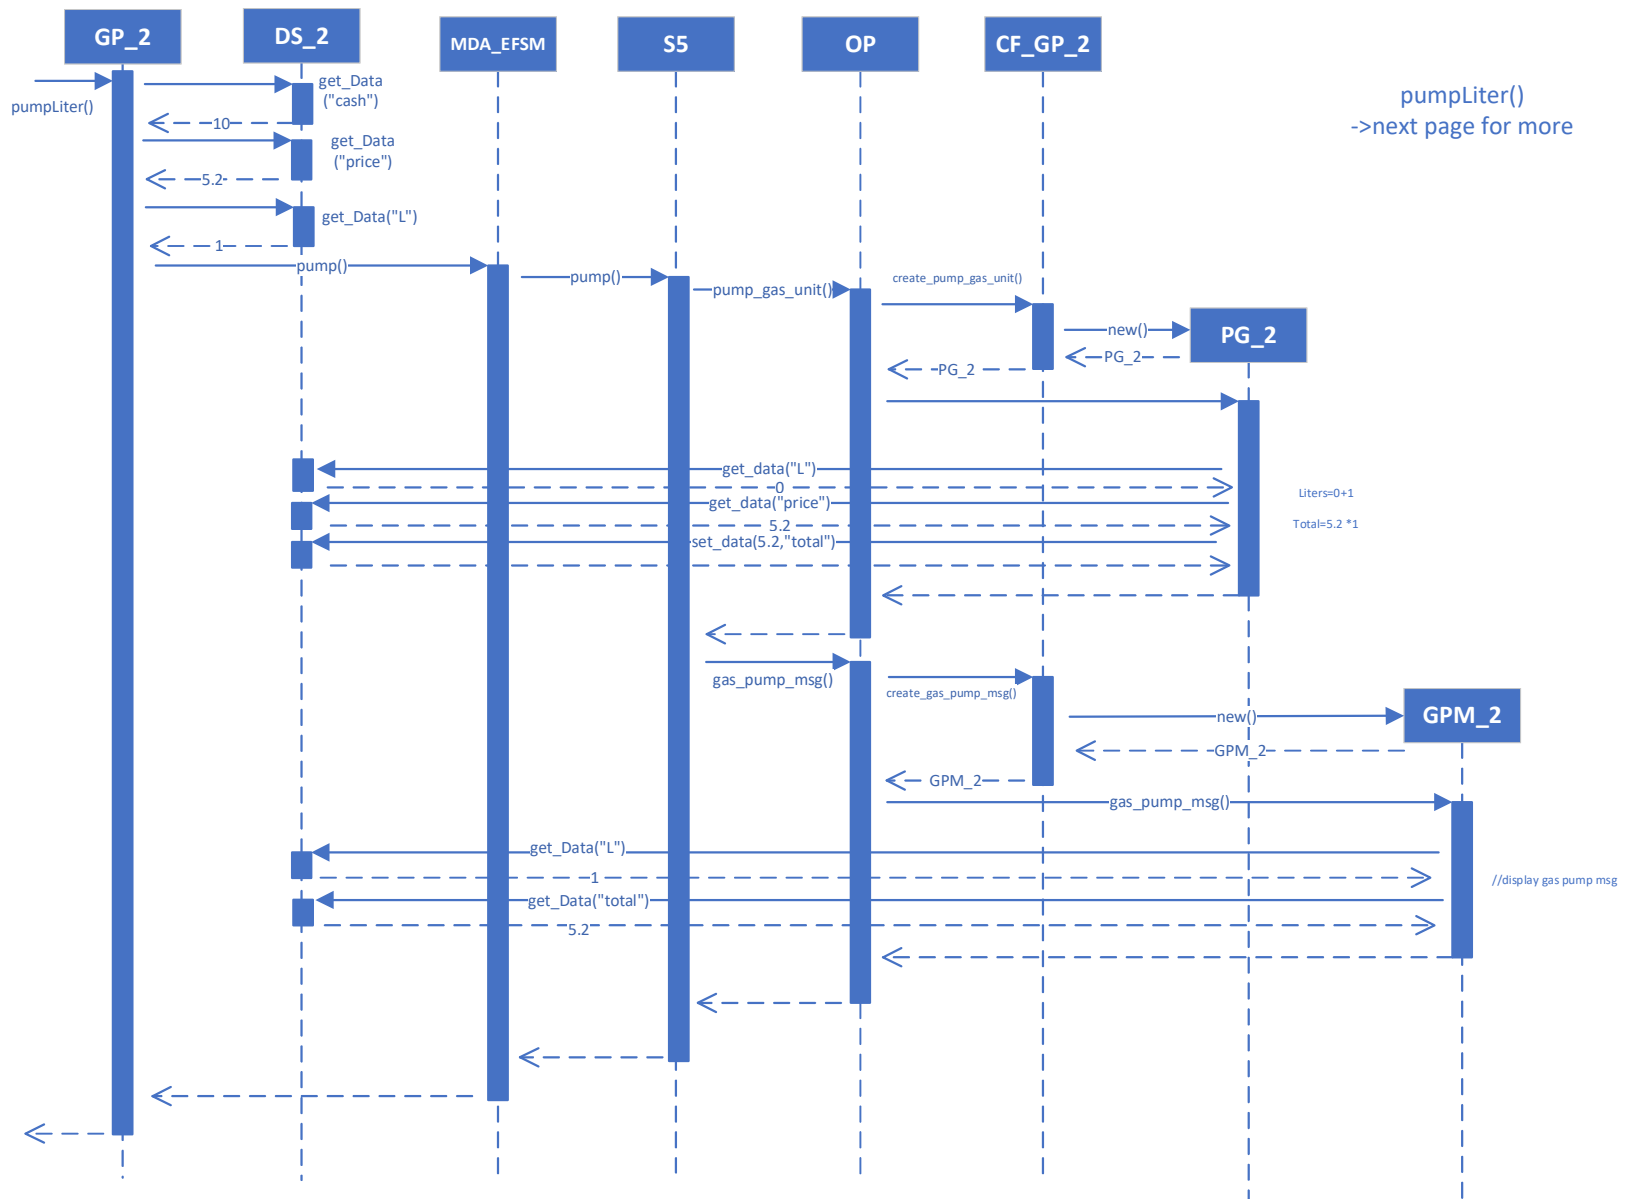 GP_2
DS_2
MDA_EFSM
S5
OP
CF_GP_2
pumpLiter()
get_Data
("cash")
pumpLiter()
->next page for more
10
get_Data
("price")
5.2
get_Data("L")
1
pump()
pump()
pump_gas_unit()
create_pump_gas_unit()
new()
PG_2
PG_2
PG_2
get_data("L")
0
Liters=0+1
get_data("price")
5.2
Total=5.2 *1
set_data(5.2,"total")
gas_pump_msg()
create_gas_pump_msg()
new()
GPM_2
GPM_2
GPM_2
gas_pump_msg()
get_Data("L")
1
//display gas pump msg
get_Data("total")
5.2